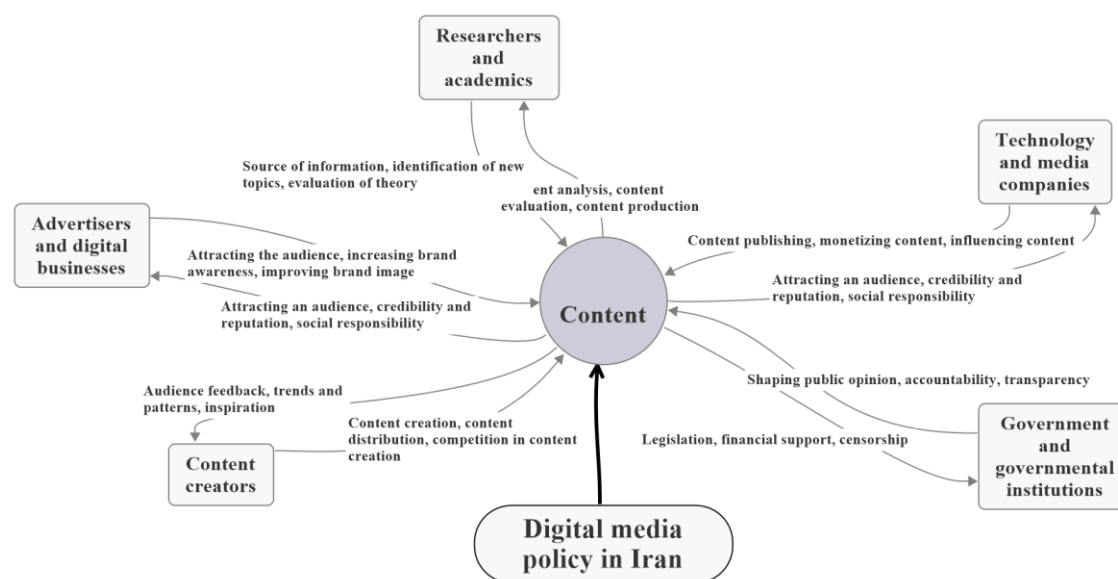 Researchers
and
academics
Technology
and media
companies
Source of information, identification of new
topics, evaluation of theory
ent analysis, content
evaluation, content production
Advertisers
and digital
businesses
Attracting the audience, increasing brand
awareness, improving brand image
Content publishing, monetizing content, influencing content
Attracting an audience, credibility and
reputation, social responsibility
Attracting an audience, credibility and
reputation, social responsibility
Content
Shaping public opinion, accountability, transparency
Audience feedback, trends and
patterns, inspiration
Content creation, content
distribution, competition in content
creation
Legislation, financial support, censorship
Government
and
governmental
institutions
Content
creators
Digital media
policy in Iran